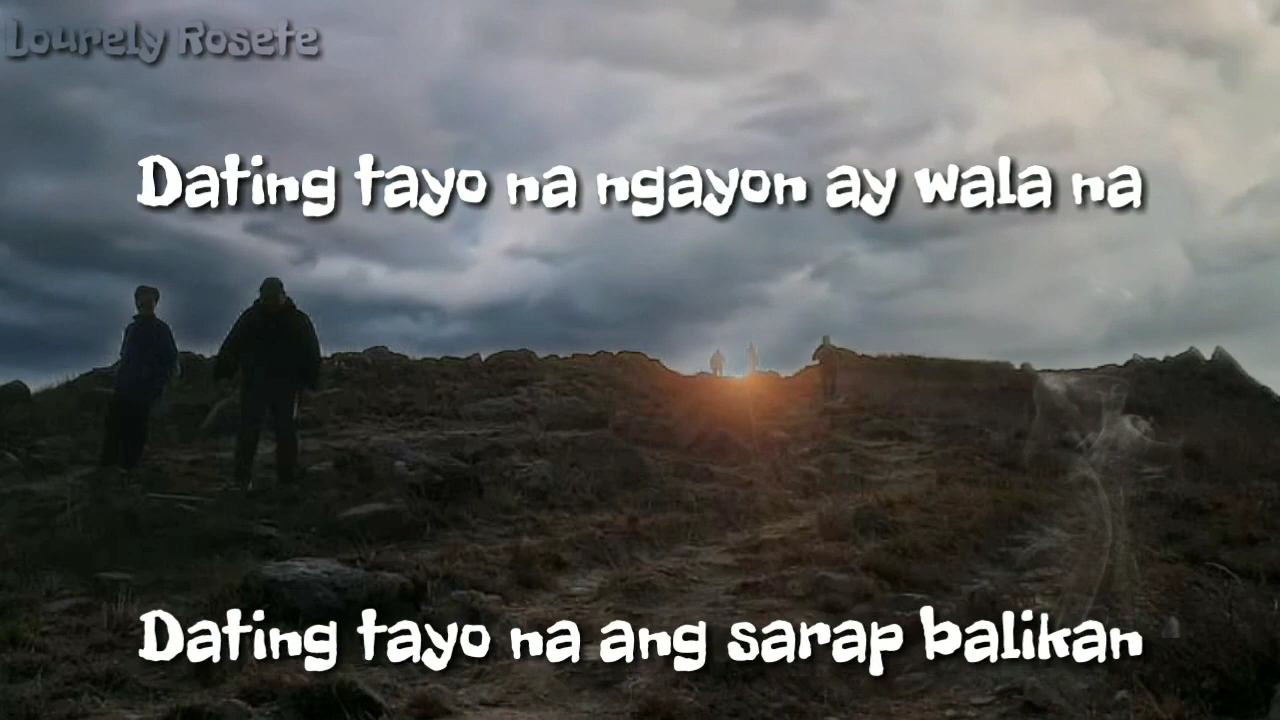 Lourely Rosete
Dating tayo na ngayon ay wala na
Dating tayo na ang sarap balikan